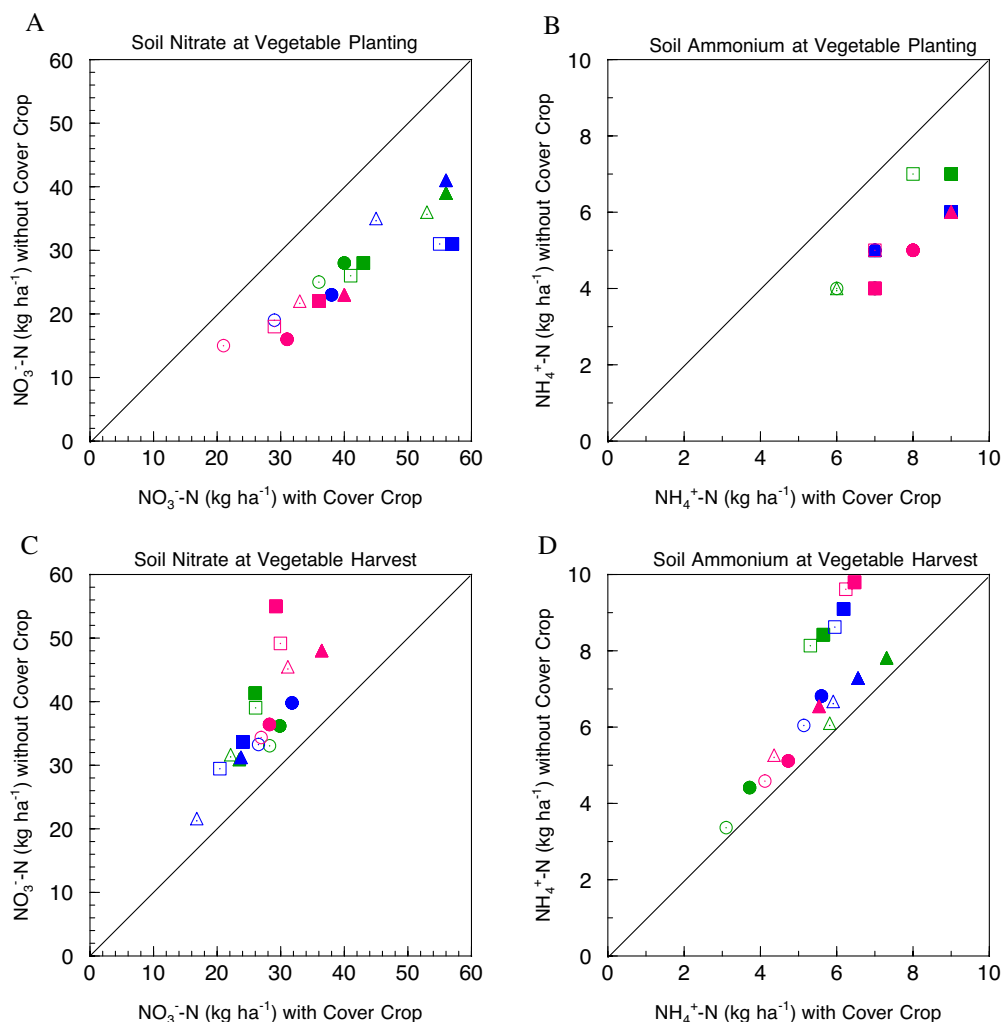 A
Soil Nitrate at Vegetable Planting
60
50
40
30
20
10
0
NO₃⁻-N (kg ha⁻¹) without Cover Crop
0 10 20 30 40 50 60
NO₃⁻-N (kg ha⁻¹) with Cover Crop
B
Soil Ammonium at Vegetable Planting
10
8
6
4
2
0
NH₄⁺-N (kg ha⁻¹) without Cover Crop
0 2 4 6 8 10
NH₄⁺-N (kg ha⁻¹) with Cover Crop
C
Soil Nitrate at Vegetable Harvest
60
50
40
30
20
10
0
NO₃⁻-N (kg ha⁻¹) without Cover Crop
0 10 20 30 40 50 60
NO₃⁻-N (kg ha⁻¹) with Cover Crop
D
Soil Ammonium at Vegetable Harvest
10
8
6
4
2
0
NH₄⁺-N (kg ha⁻¹) without Cover Crop
0 2 4 6 8 10
NH₄⁺-N (kg ha⁻¹) with Cover Crop